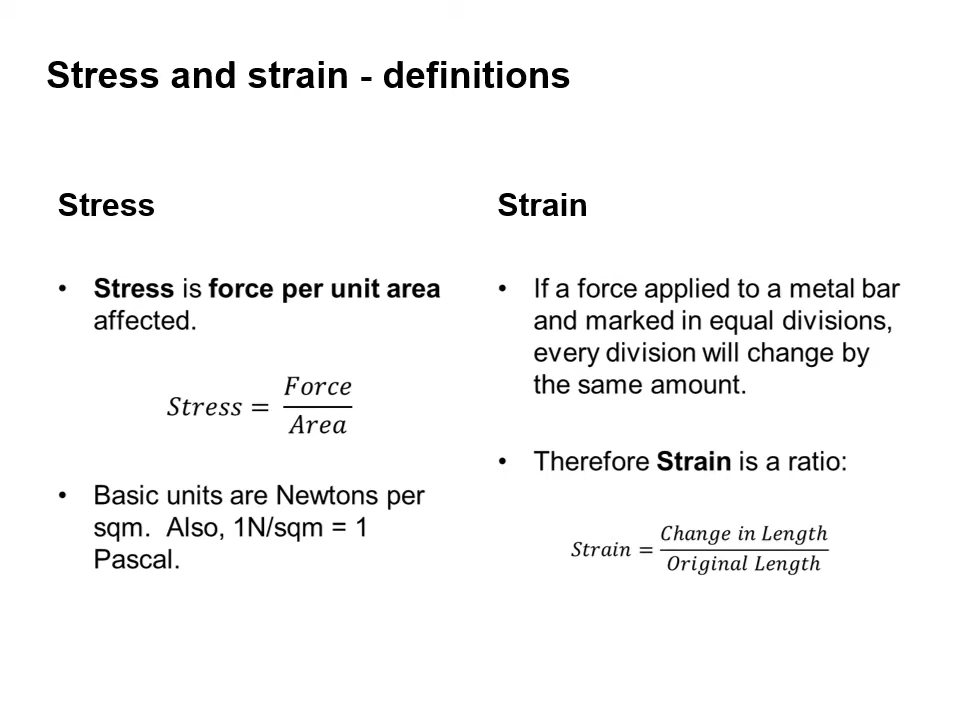 Stress and strain - definitions
Stress
• Stress is force per unit area
affected.
Stress = Force / Area
• Basic units are Newtons per
sqm.  Also, 1N/sqm = 1
Pascal.
Strain
• If a force applied to a metal bar
and marked in equal divisions,
every division will change by
the same amount.
• Therefore Strain is a ratio:
Strain = Change in Length / Original Length